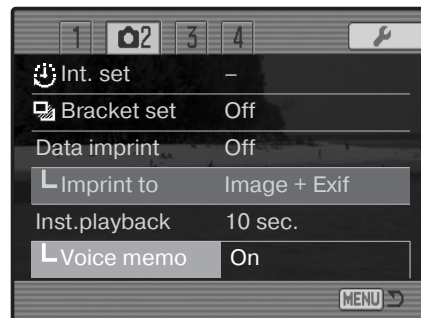 1 2 3 4
Int. set –
Bracket set Off
Data imprint Off
Imprint to Image + Exif
Inst.playback 10 sec.
Voice memo On
MENU